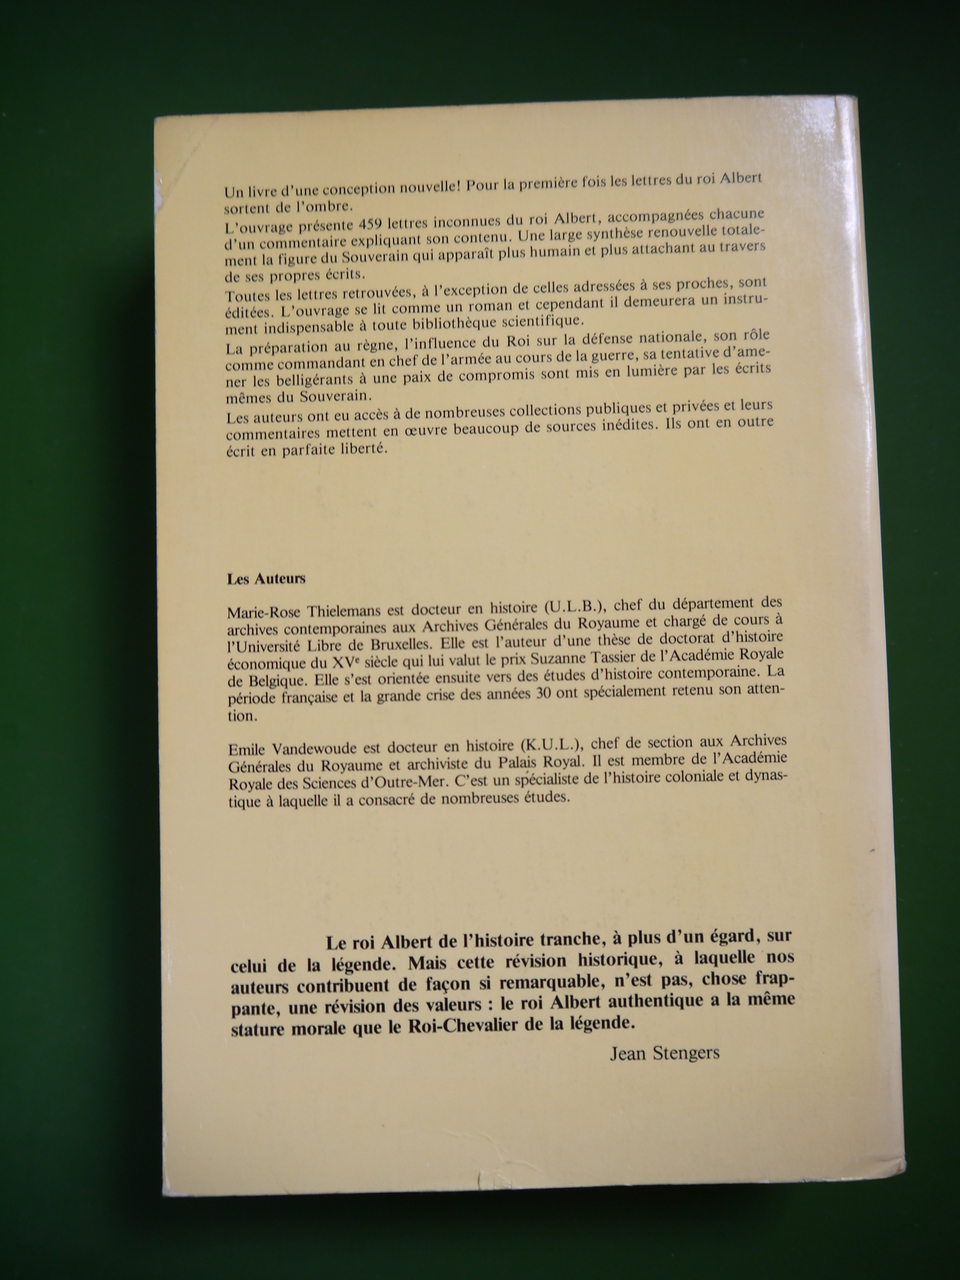 Un livre d'une conception nouvelle! Pour la première fois les lettres du roi Albert
sortent de l'ombre.
L'ouvrage présente 459 lettres inconnues du roi Albert, accompagnées chacune
d'un commentaire expliquant son contenu. Une large synthèse renouvelle totale-
ment la figure du Souverain qui apparaît plus humain et plus attachant au travers
de ses propres écrits.
Toutes les lettres retrouvées, à l'exception de celles adressées à ses proches, sont
éditées. L'ouvrage se lit comme un roman et cependant il demeurera un instru-
ment indispensable à toute bibliothèque scientifique.
La préparation au règne, l'influence du Roi sur la défense nationale, son rôle
comme commandant en chef de l'armée au cours de la guerre, sa tentative d'ame-
ner les belligérants à une paix de compromis sont mis en lumière par les écrits
mêmes du Souverain.
Les auteurs ont eu accès à de nombreuses collections publiques et privées et leurs
commentaires mettent en œuvre beaucoup de sources inédites. Ils ont en outre
écrit en parfaite liberté.
Les Auteurs
Marie-Rose Thielemans est docteur en histoire (U.L.B.), chef du département des
archives contemporaines aux Archives Générales du Royaume et chargé de cours à
l'Université Libre de Bruxelles. Elle est l'auteur d'une thèse de doctorat d'histoire
économique du XVe siècle qui lui valut le prix Suzanne Tassier de l'Académie Royale
de Belgique. Elle s'est orientée ensuite vers des études d'histoire contemporaine. La
période française et la grande crise des années 30 ont spécialement retenu son atten-
tion.
Emile Vandewoude est docteur en histoire (K.U.L.), chef de section aux Archives
Générales du Royaume et archiviste du Palais Royal. Il est membre de l'Académie
Royale des Sciences d'Outre-Mer. C'est un spécialiste de l'histoire coloniale et dynas-
tique à laquelle il a consacré de nombreuses études.
Le roi Albert de l'histoire tranche, à plus d'un égard, sur
celui de la légende. Mais cette révision historique, à laquelle nos
auteurs contribuent de façon si remarquable, n'est pas, chose frap-
pante, une révision des valeurs : le roi Albert authentique a la même
stature morale que le Roi-Chevalier de la légende.
Jean Stengers